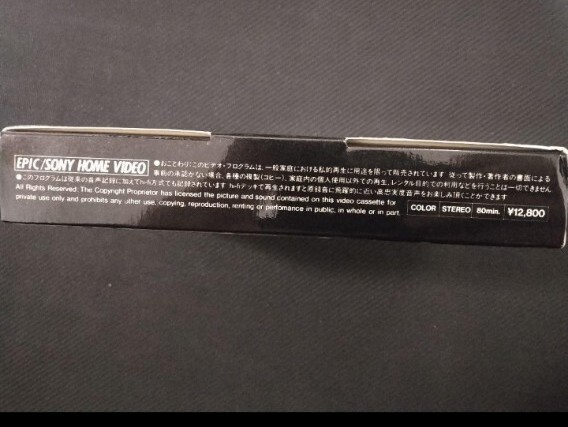 EPIC/SONY HOME VIDEO
●おことわり:このビデオ・プログラムは、一般家庭における私的再生に用途を限って販売されています 従って製作・著作者の書面による
事前の承認がない場合、各種の複製(コピー)、家庭内の個人使用以外での再生、レンタル目的での利用などを行うことは一切できません
●このプログラムは従来の音声記録に加えてhi-fi方式でも記録されています hi-fiデッキで再生されますと原録音に飛躍的に近い高忠実度音声をお楽しみ頂くことができます
All Rights Reserved: The Copyright Proprietor has licensed the picture and sound contained on this video cassette for
private use only and prohibits any other use, copying, reproduction, renting or performance in public, in whole or in part.
COLOR STEREO 80min. ¥12,800